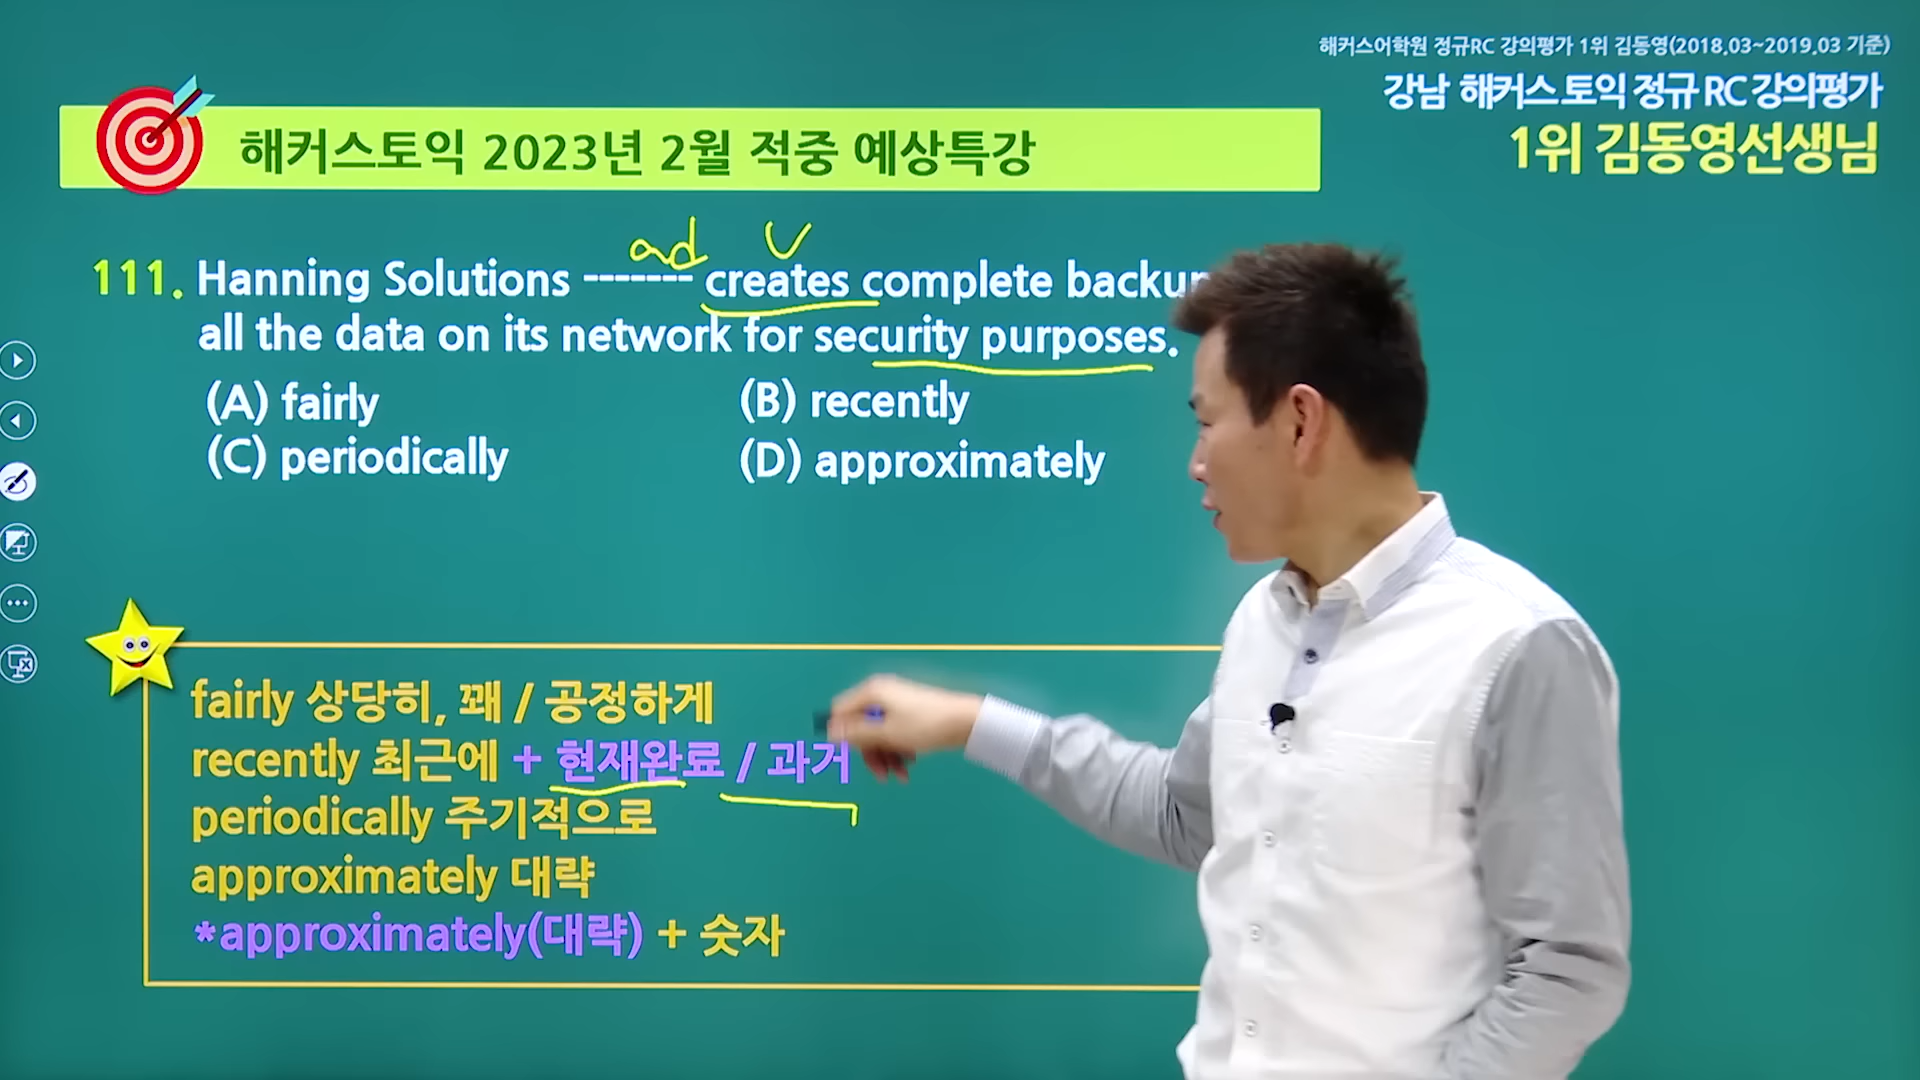 해커스어학원 정규RC 강의평가 1위 김동영(2018.03~2019.03 기준)
강남 해커스 토익 정규 RC 강의평가
1위 김동영선생님
해커스토익 2023년 2월 적중 예상특강
ad V
111. Hanning Solutions ------- creates complete
all the data on its network for security purposes.
(A) fairly (B) recently
(C) periodically (D) approximately
fairly 상당히, 꽤 / 공정하게
recently 최근에 + 현재완료 / 과거
periodically 주기적으로
approximately 대략
*approximately(대략) + 숫자